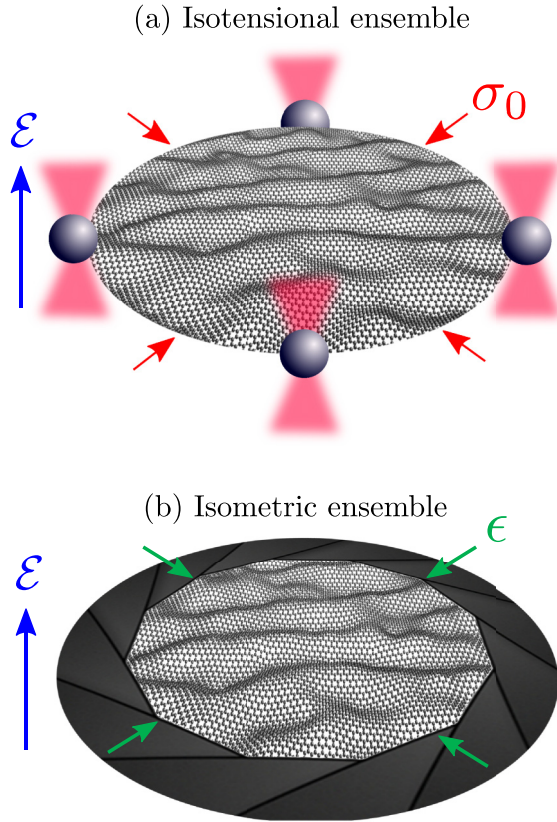 (a) Isotensional ensemble
σ₀
ℰ
(b) Isometric ensemble
ϵ
ℰ